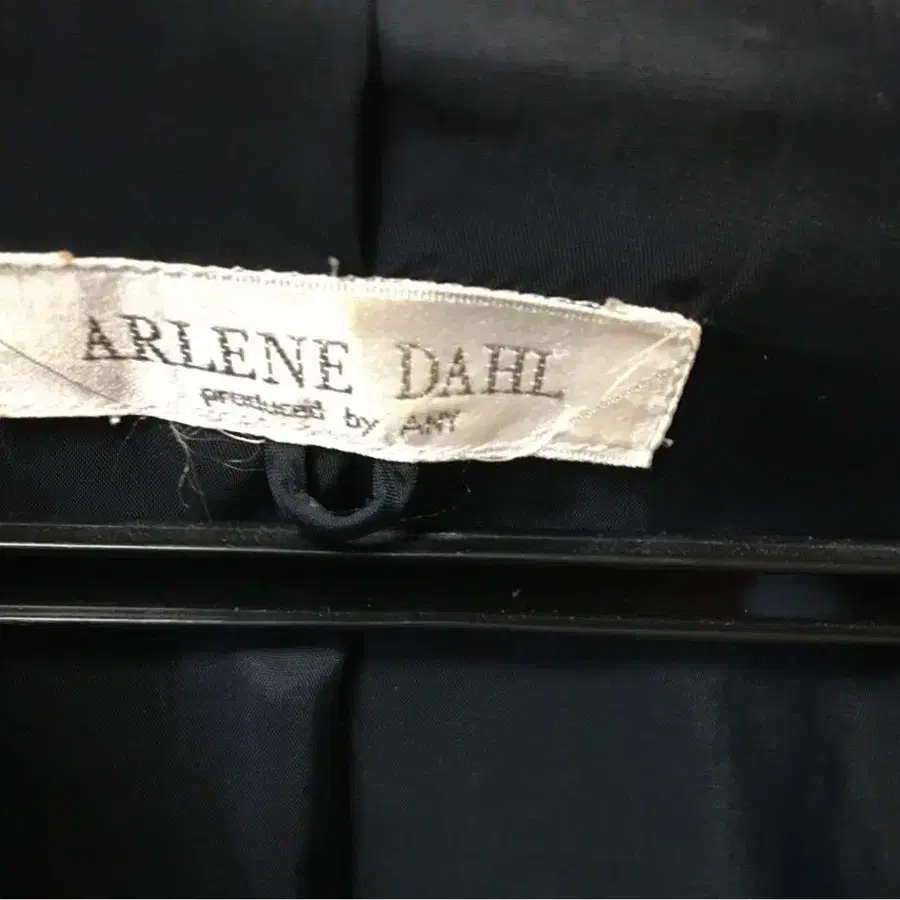 ARLENE DAHL
produced by ANY